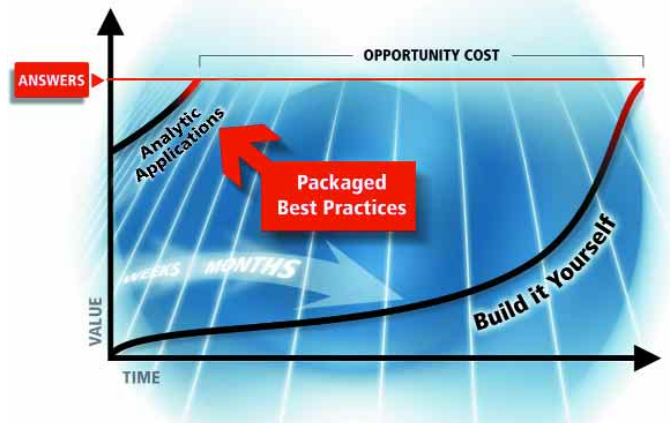 OPPORTUNITY COST
ANSWERS
Analytic
Applications
Packaged
Best Practices
WEEKS MONTHS
Build it Yourself
VALUE
TIME